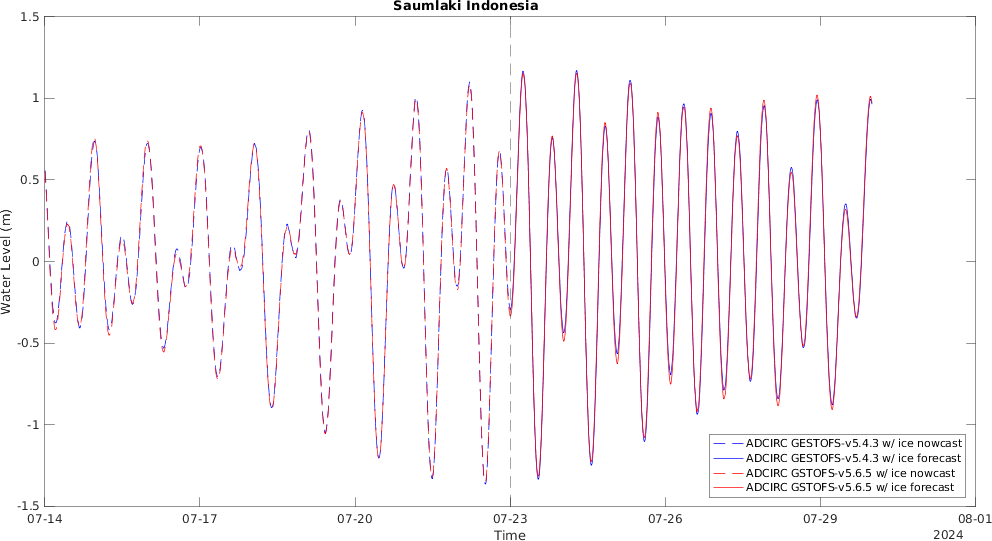 Saumlaki Indonesia
1.5
1
0.5
0
-0.5
-1
-1.5
Water Level (m)
07-14
07-17
07-20
07-23
07-26
07-29
08-01
Time
2024
ADCIRC GESTOFS-v5.4.3 w/ ice nowcast
ADCIRC GESTOFS-v5.4.3 w/ ice forecast
ADCIRC GSTOFS-v5.6.5 w/ ice nowcast
ADCIRC GSTOFS-v5.6.5 w/ ice forecast